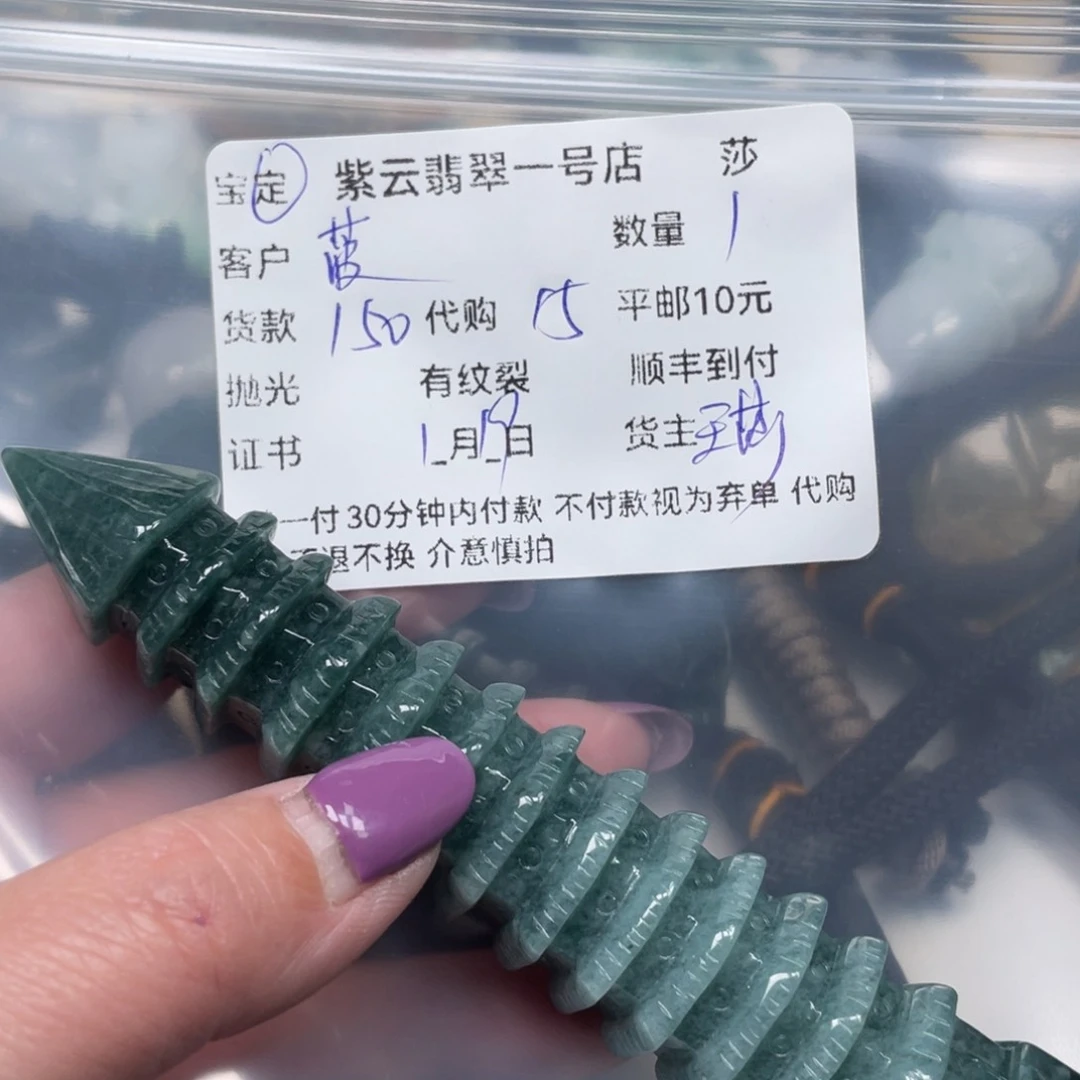 宝定 紫云翡翠一号店 莎
客户 菠 数量 1
货款 150 代购 15 平邮10元
抛光 有纹裂 顺丰到付
证书 1月19日 货主
一付30分钟内付款 不付款视为弃单 代购
退不换 介意慎拍